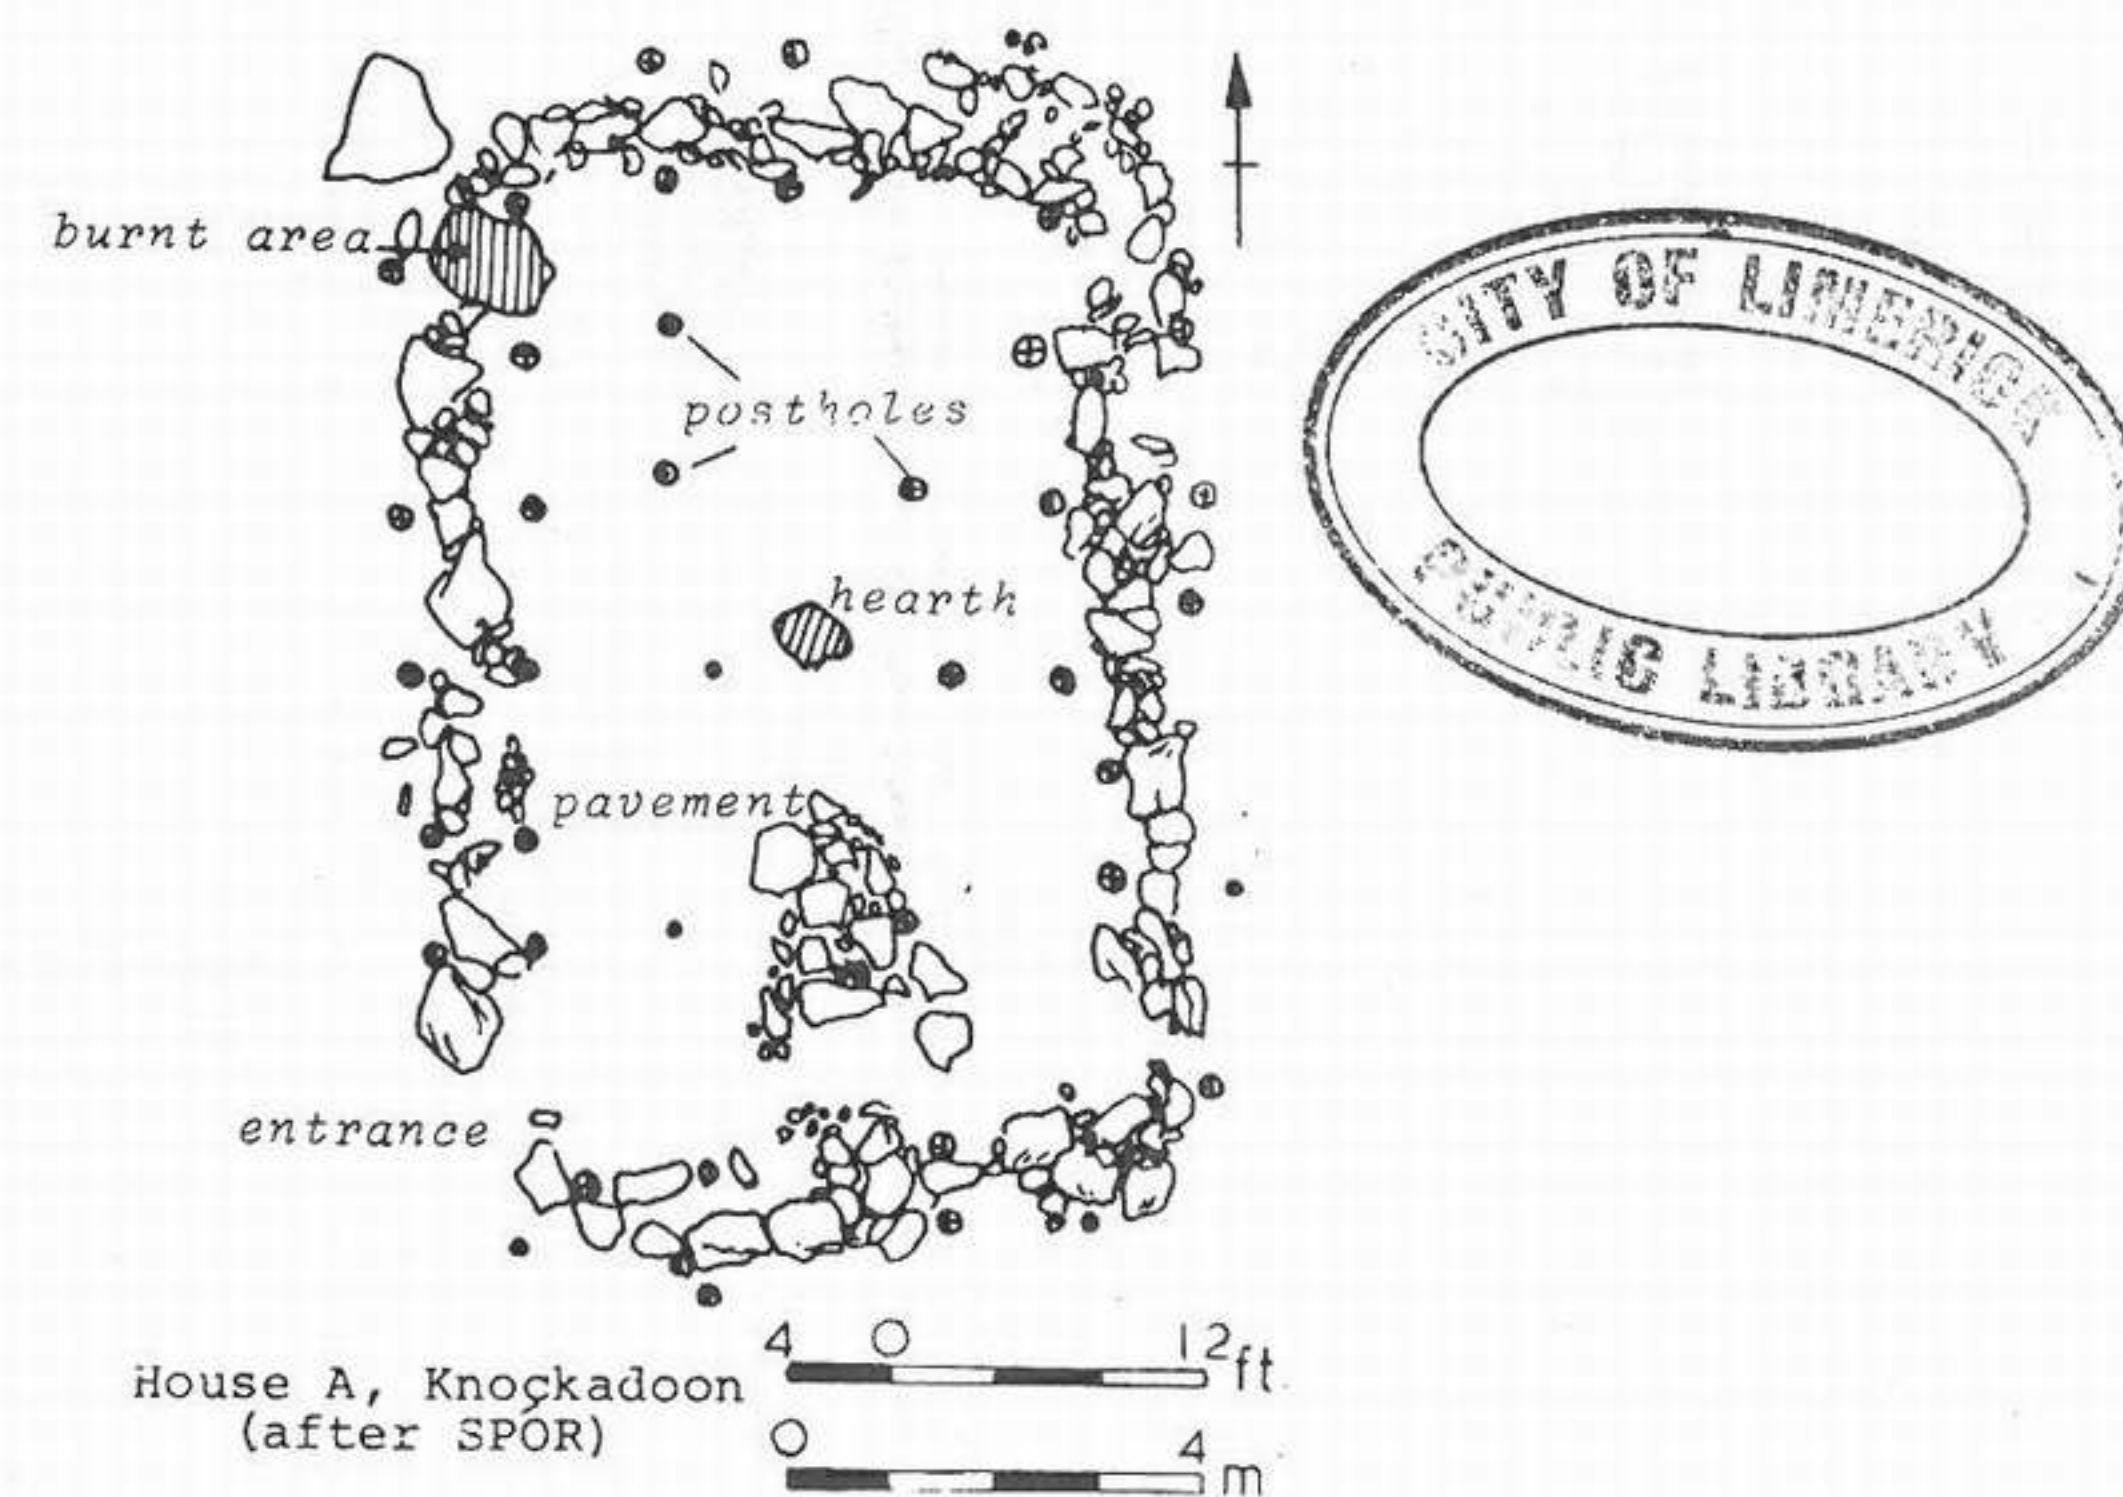 burnt area
postholes
hearth
pavement
entrance
House A, Knockadoon
(after SPOR)
4 0 12 ft
0 4 m
CITY OF LIMERICK
PUBLIC LIBRARY